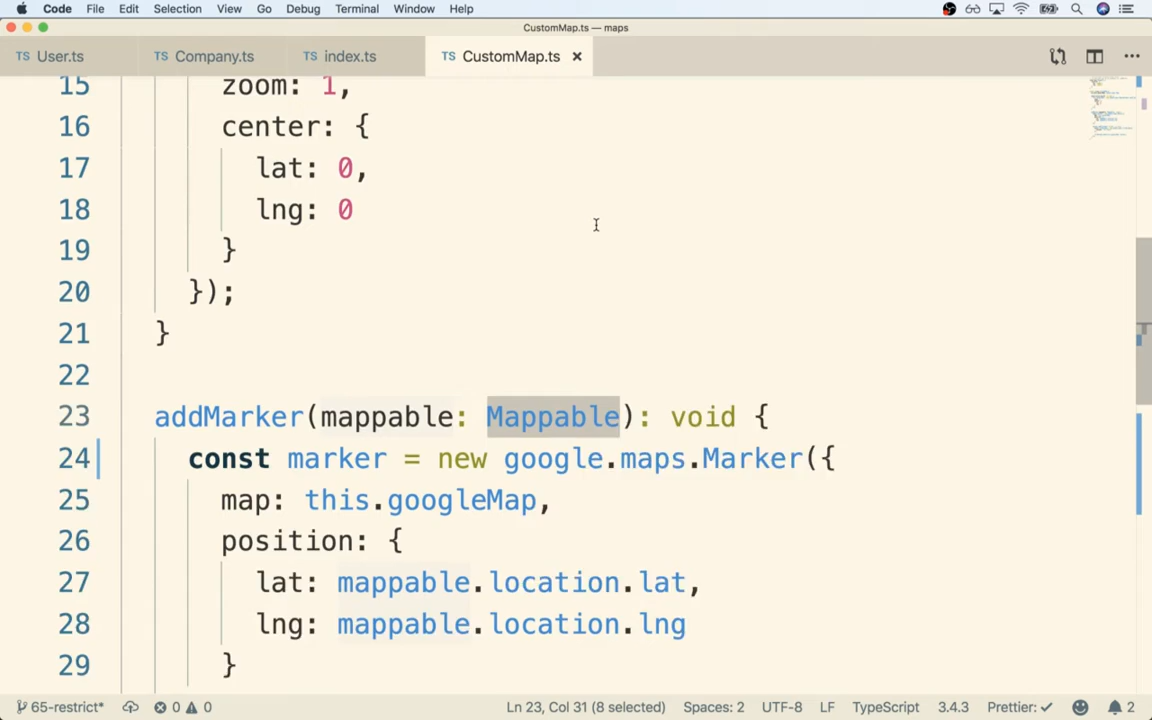 Code File Edit Selection View Go Debug Terminal Window Help
CustomMap.ts — maps
TS User.ts TS Company.ts TS index.ts TS CustomMap.ts ×
15 zoom: 1,
16 center: {
17 lat: 0,
18 lng: 0
19 }
20 });
21 }
22
23 addMarker(mappable: Mappable): void {
24 const marker = new google.maps.Marker({
25 map: this.googleMap,
26 position: {
27 lat: mappable.location.lat,
28 lng: mappable.location.lng
29 }
65-restrict* 0 0 Ln 23, Col 31 (8 selected) Spaces: 2 UTF-8 LF TypeScript 3.4.3 Prettier: ✓ 2